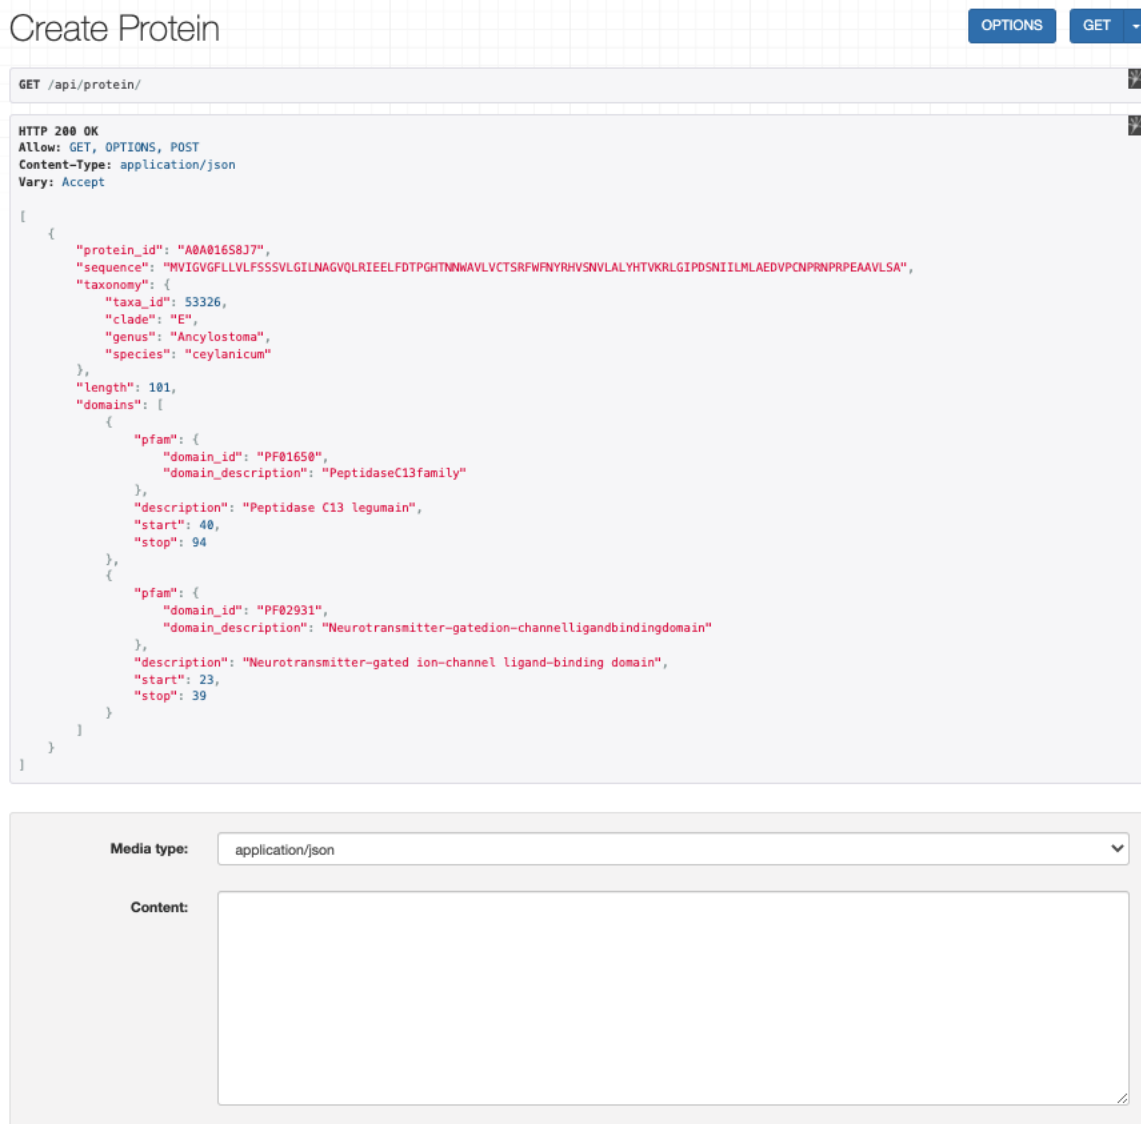 Create Protein
OPTIONS
GET
GET /api/protein/
HTTP 200 OK
Allow: GET, OPTIONS, POST
Content-Type: application/json
Vary: Accept
[
{
"protein_id": "A0A016S8J7",
"sequence": "MVIGVGFLLVLFSSSVLGILNAGVQLRIEELFDTPGHTNNWAVLVCTSRFWFNYRHVSNVLALYHTVKRLGIPDSNIILMLAEDVPCNPRNPRPEAAVLSA",
"taxonomy": {
"taxa_id": 53326,
"clade": "E",
"genus": "Ancylostoma",
"species": "ceylanicum"
},
"length": 101,
"domains": [
{
"pfam": {
"domain_id": "PF01650",
"domain_description": "PeptidaseC13family"
},
"description": "Peptidase C13 legumain",
"start": 40,
"stop": 94
},
{
"pfam": {
"domain_id": "PF02931",
"domain_description": "Neurotransmitter-gatedion-channelligandbindingdomain"
},
"description": "Neurotransmitter-gated ion-channel ligand-binding domain",
"start": 23,
"stop": 39
}
]
}
]
Media type:
application/json
Content: